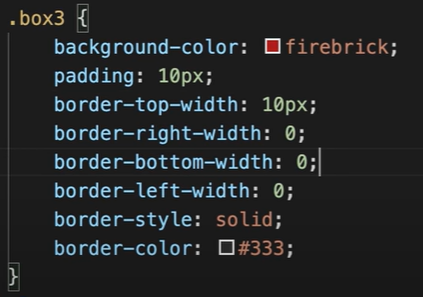 .box3 {
background-color: firebrick;
padding: 10px;
border-top-width: 10px;
border-right-width: 0;
border-bottom-width: 0;
border-left-width: 0;
border-style: solid;
border-color: #333;
}